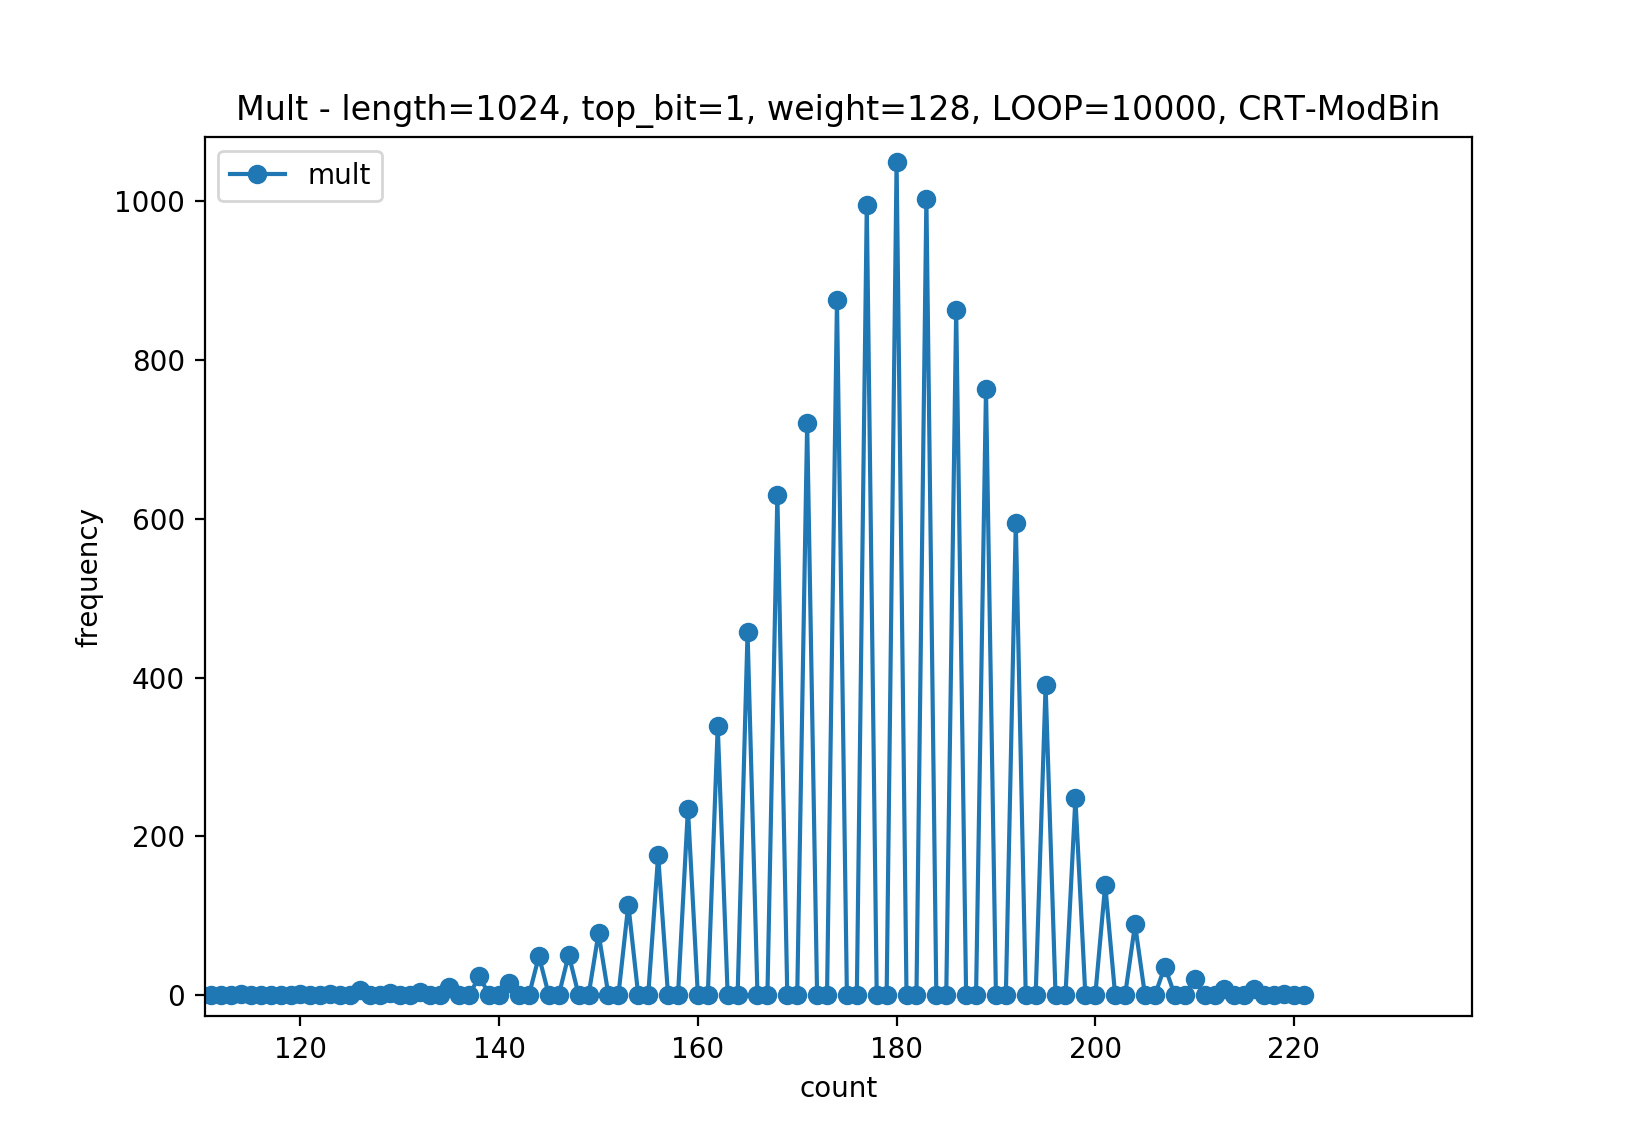 Mult - length=1024, top_bit=1, weight=128, LOOP=10000, CRT-ModBin
mult
1000
800
600
400
200
0
frequency
120 140 160 180 200 220
count